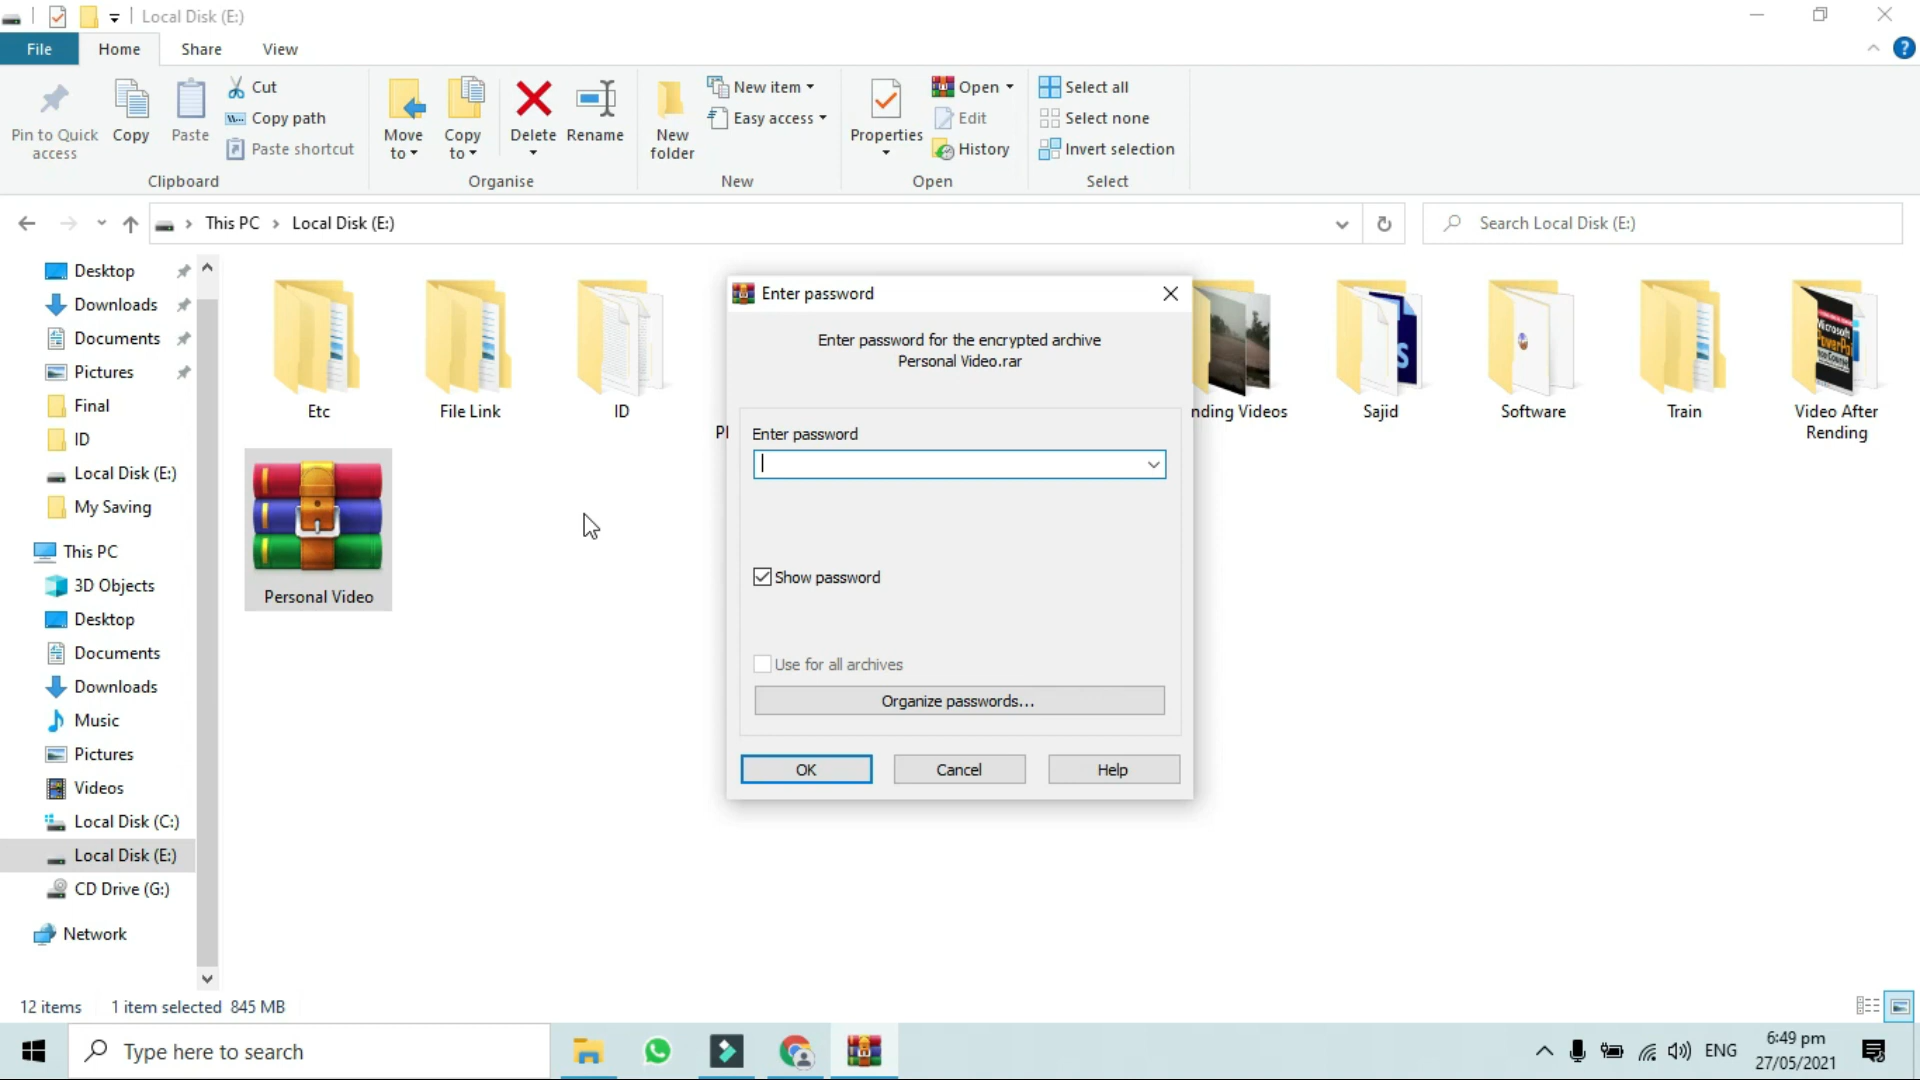 Local Disk (E:)
File
Home
Share
View
Pin to Quick
access
Copy
Paste
Cut
Copy path
Paste shortcut
Clipboard
Move
to
Copy
to
Delete
Rename
Organise
New
folder
New item
Easy access
New
Properties
Open
Edit
History
Open
Select all
Select none
Invert selection
Select
This PC > Local Disk (E:)
Search Local Disk (E:)
Desktop
Downloads
Documents
Pictures
Final
ID
Local Disk (E:)
My Saving
This PC
3D Objects
Desktop
Documents
Downloads
Music
Pictures
Videos
Local Disk (C:)
Local Disk (E:)
CD Drive (G:)
Network
Etc
File Link
ID
nding Videos
Sajid
Software
Train
Video After
Rending
Personal Video
Enter password
Enter password for the encrypted archive
Personal Video.rar
Enter password
Show password
Use for all archives
Organize passwords...
OK
Cancel
Help
12 items
1 item selected 845 MB
Type here to search
ENG
6:49 pm
27/05/2021